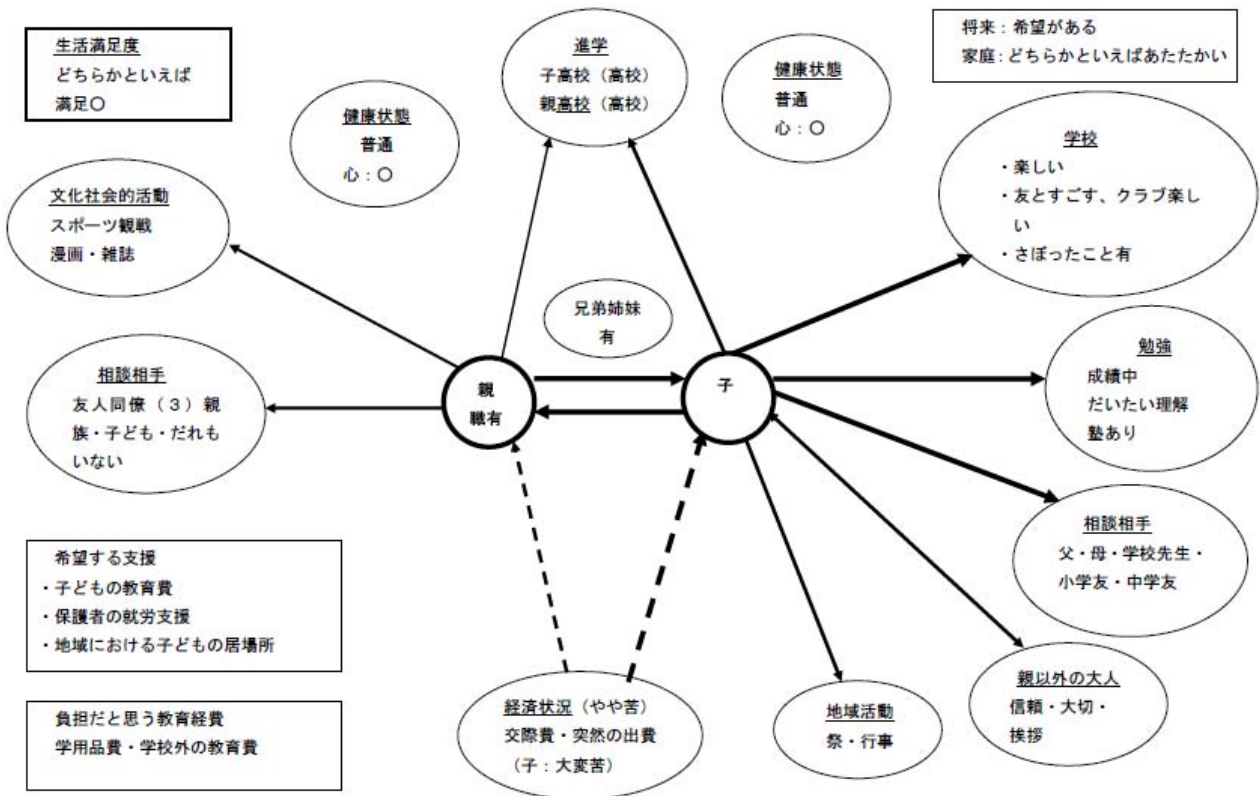 生活満足度
どちらかといえば
満足〇
進学
子高校（高校）
親高校（高校）
将来：希望がある
家庭：どちらかといえばあたたかい
健康状態
普通
心：〇
健康状態
普通
心：〇
学校
・楽しい
・友とすごす、クラブ楽し
い
・さぼったこと有
文化社会的活動
スポーツ観戦
漫画・雑誌
兄弟姉妹
有
勉強
成績中
だいたい理解
塾あり
相談相手
友人同僚（３）親
族・子ども・だれも
いない
親
職有
子
相談相手
父・母・学校先生・
小学友・中学友
希望する支援
・子どもの教育費
・保護者の就労支援
・地域における子どもの居場所
親以外の大人
信頼・大切・
挨拶
経済状況（やや苦）
交際費・突然の出費
（子：大変苦）
地域活動
祭・行事
負担だと思う教育経費
学用品費・学校外の教育費